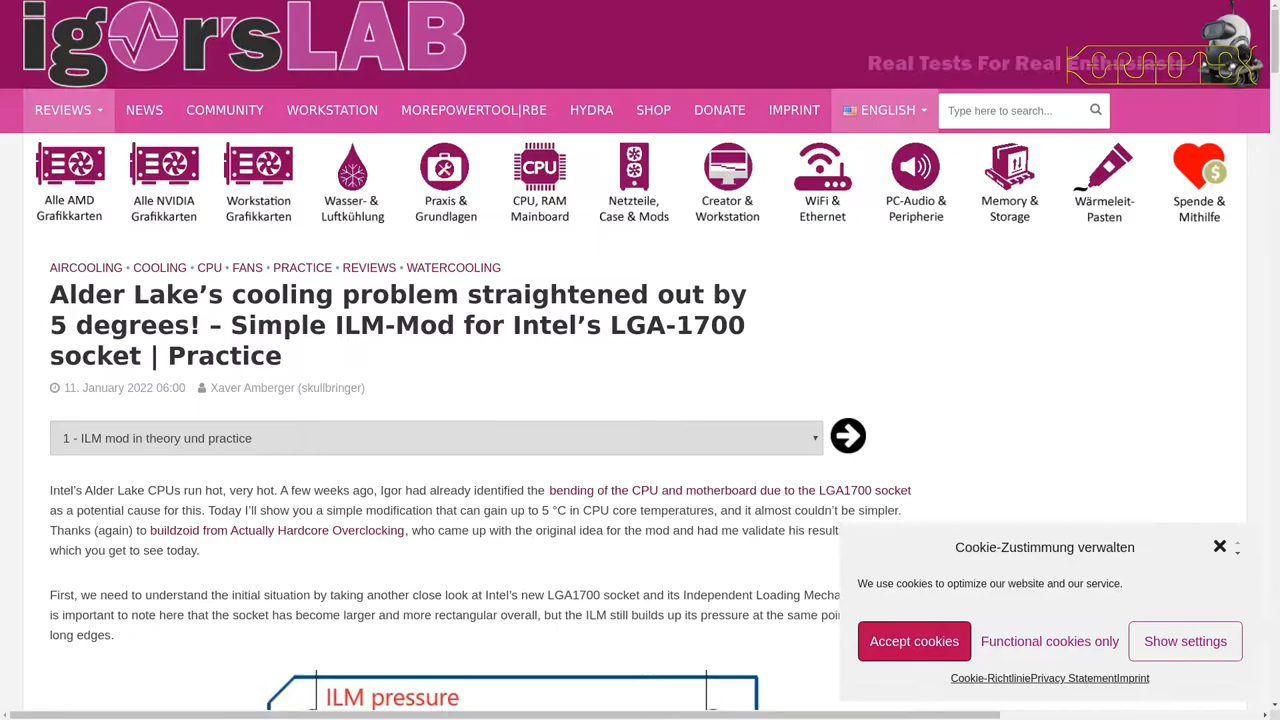 igor'sLAB
Real Tests For Real Enthusiasts
REVIEWS NEWS COMMUNITY WORKSTATION MOREPOWERTOOL|RBE HYDRA SHOP DONATE IMPRINT ENGLISH Type here to search...
CPU
Alle AMD Grafikkarten
Alle NVIDIA Grafikkarten
Workstation Grafikkarten
Wasser- & Luftkühlung
Praxis & Grundlagen
CPU, RAM Mainboard
Netzteile, Case & Mods
Creator & Workstation
WiFi & Ethernet
PC-Audio & Peripherie
Memory & Storage
Wärmeleit- Pasten
Spende & Mithilfe
AIRCOOLING • COOLING • CPU • FANS • PRACTICE • REVIEWS • WATERCOOLING
Alder Lake’s cooling problem straightened out by
5 degrees! – Simple ILM-Mod for Intel’s LGA-1700
socket | Practice
11. January 2022 06:00 Xaver Amberger (skullbringer)
1 - ILM mod in theory und practice
Intel’s Alder Lake CPUs run hot, very hot. A few weeks ago, Igor had already identified the bending of the CPU and motherboard due to the LGA1700 socket
as a potential cause for this. Today I’ll show you a simple modification that can gain up to 5 °C in CPU core temperatures, and it almost couldn’t be simpler.
Thanks (again) to buildzoid from Actually Hardcore Overclocking, who came up with the original idea for the mod and had me validate his result
which you get to see today.
First, we need to understand the initial situation by taking another close look at Intel’s new LGA1700 socket and its Independent Loading Mecha
is important to note here that the socket has become larger and more rectangular overall, but the ILM still builds up its pressure at the same poin
long edges.
ILM pressure
Cookie-Zustimmung verwalten
We use cookies to optimize our website and our service.
Accept cookies Functional cookies only Show settings
Cookie-Richtlinie Privacy Statement Imprint